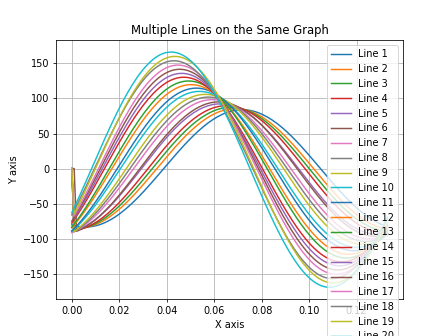 Multiple Lines on the Same Graph
150
100
50
0
−50
−100
−150
Y axis
0.00
0.02
0.04
0.06
0.08
0.10
X axis
Line 1
Line 2
Line 3
Line 4
Line 5
Line 6
Line 7
Line 8
Line 9
Line 10
Line 11
Line 12
Line 13
Line 14
Line 15
Line 16
Line 17
Line 18
Line 19
Line 20